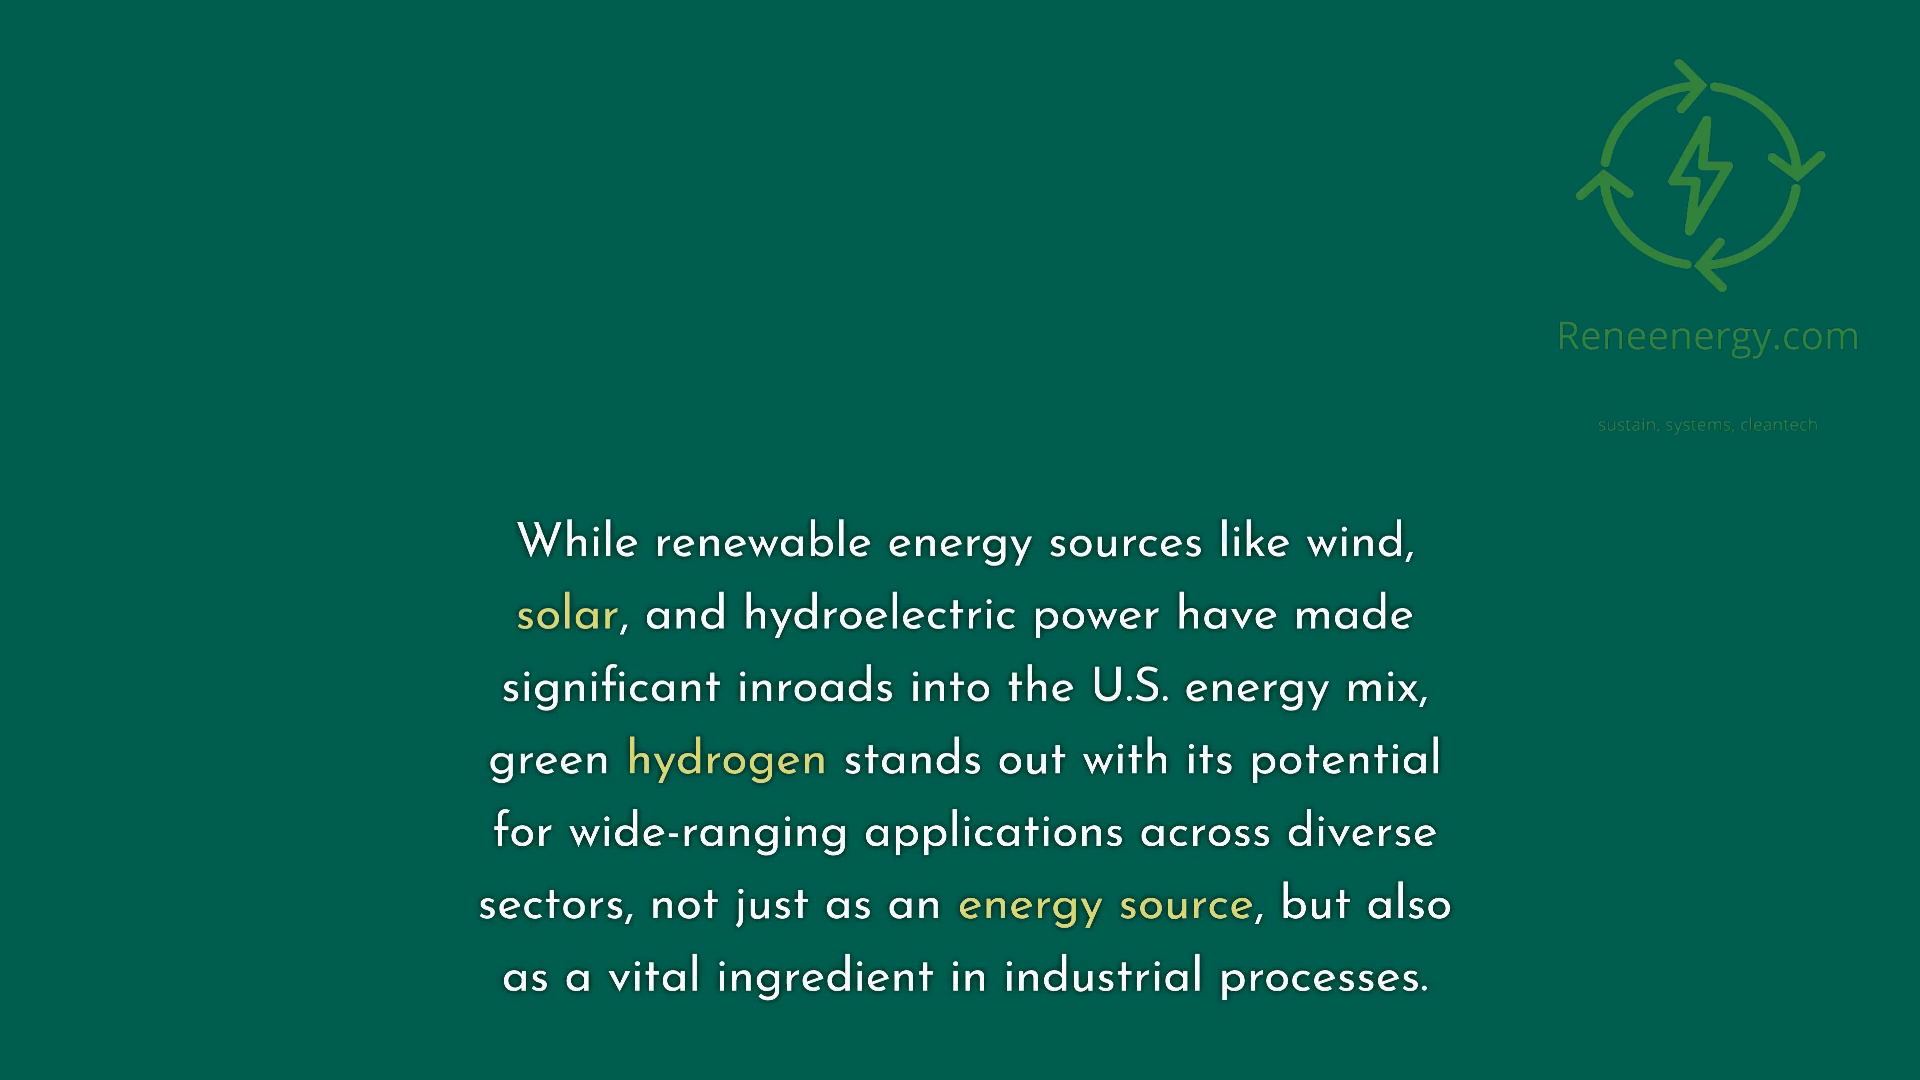 Reneenergy.com
sustain, systems, cleantech
While renewable energy sources like wind,
solar, and hydroelectric power have made
significant inroads into the U.S. energy mix,
green hydrogen stands out with its potential
for wide-ranging applications across diverse
sectors, not just as an energy source, but also
as a vital ingredient in industrial processes.